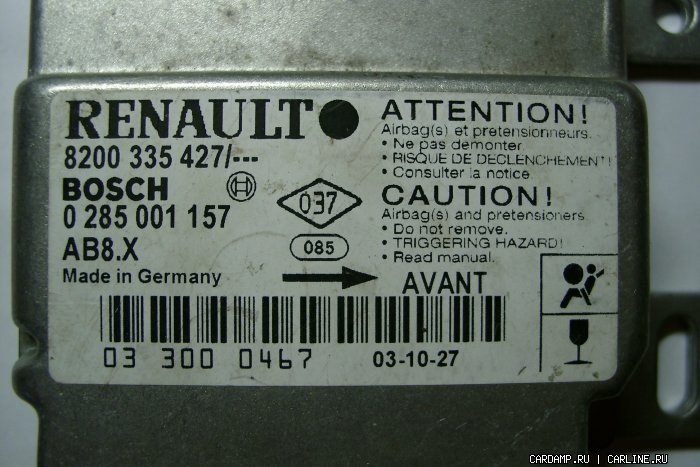 RENAULT
8200 335 427/---
BOSCH
0 285 001 157
AB8.X
Made in Germany
037
085
ATTENTION!
Airbag(s) et pretensionneurs.
• Ne pas demonter.
• RISQUE DE DECLENCHEMENT!
• Consulter la notice.
CAUTION!
Airbag(s) and pretensioners.
• Do not remove.
• TRIGGERING HAZARD!
• Read manual.
AVANT
03 300 0467
03-10-27
CARDAMP.RU | CARLINE.RU